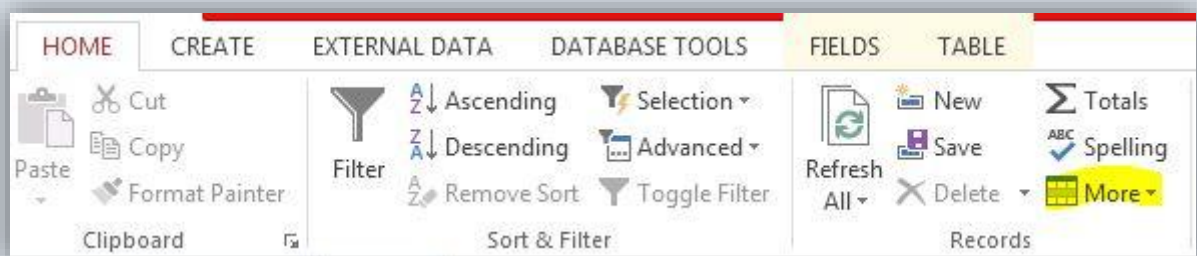 HOME CREATE EXTERNAL DATA DATABASE TOOLS FIELDS TABLE
Cut
Copy
Format Painter
Paste
Clipboard
Filter
Ascending
Descending
Remove Sort
Selection
Advanced
Toggle Filter
Sort & Filter
Refresh
All
New
Save
Delete
Totals
ABC
Spelling
More
Records